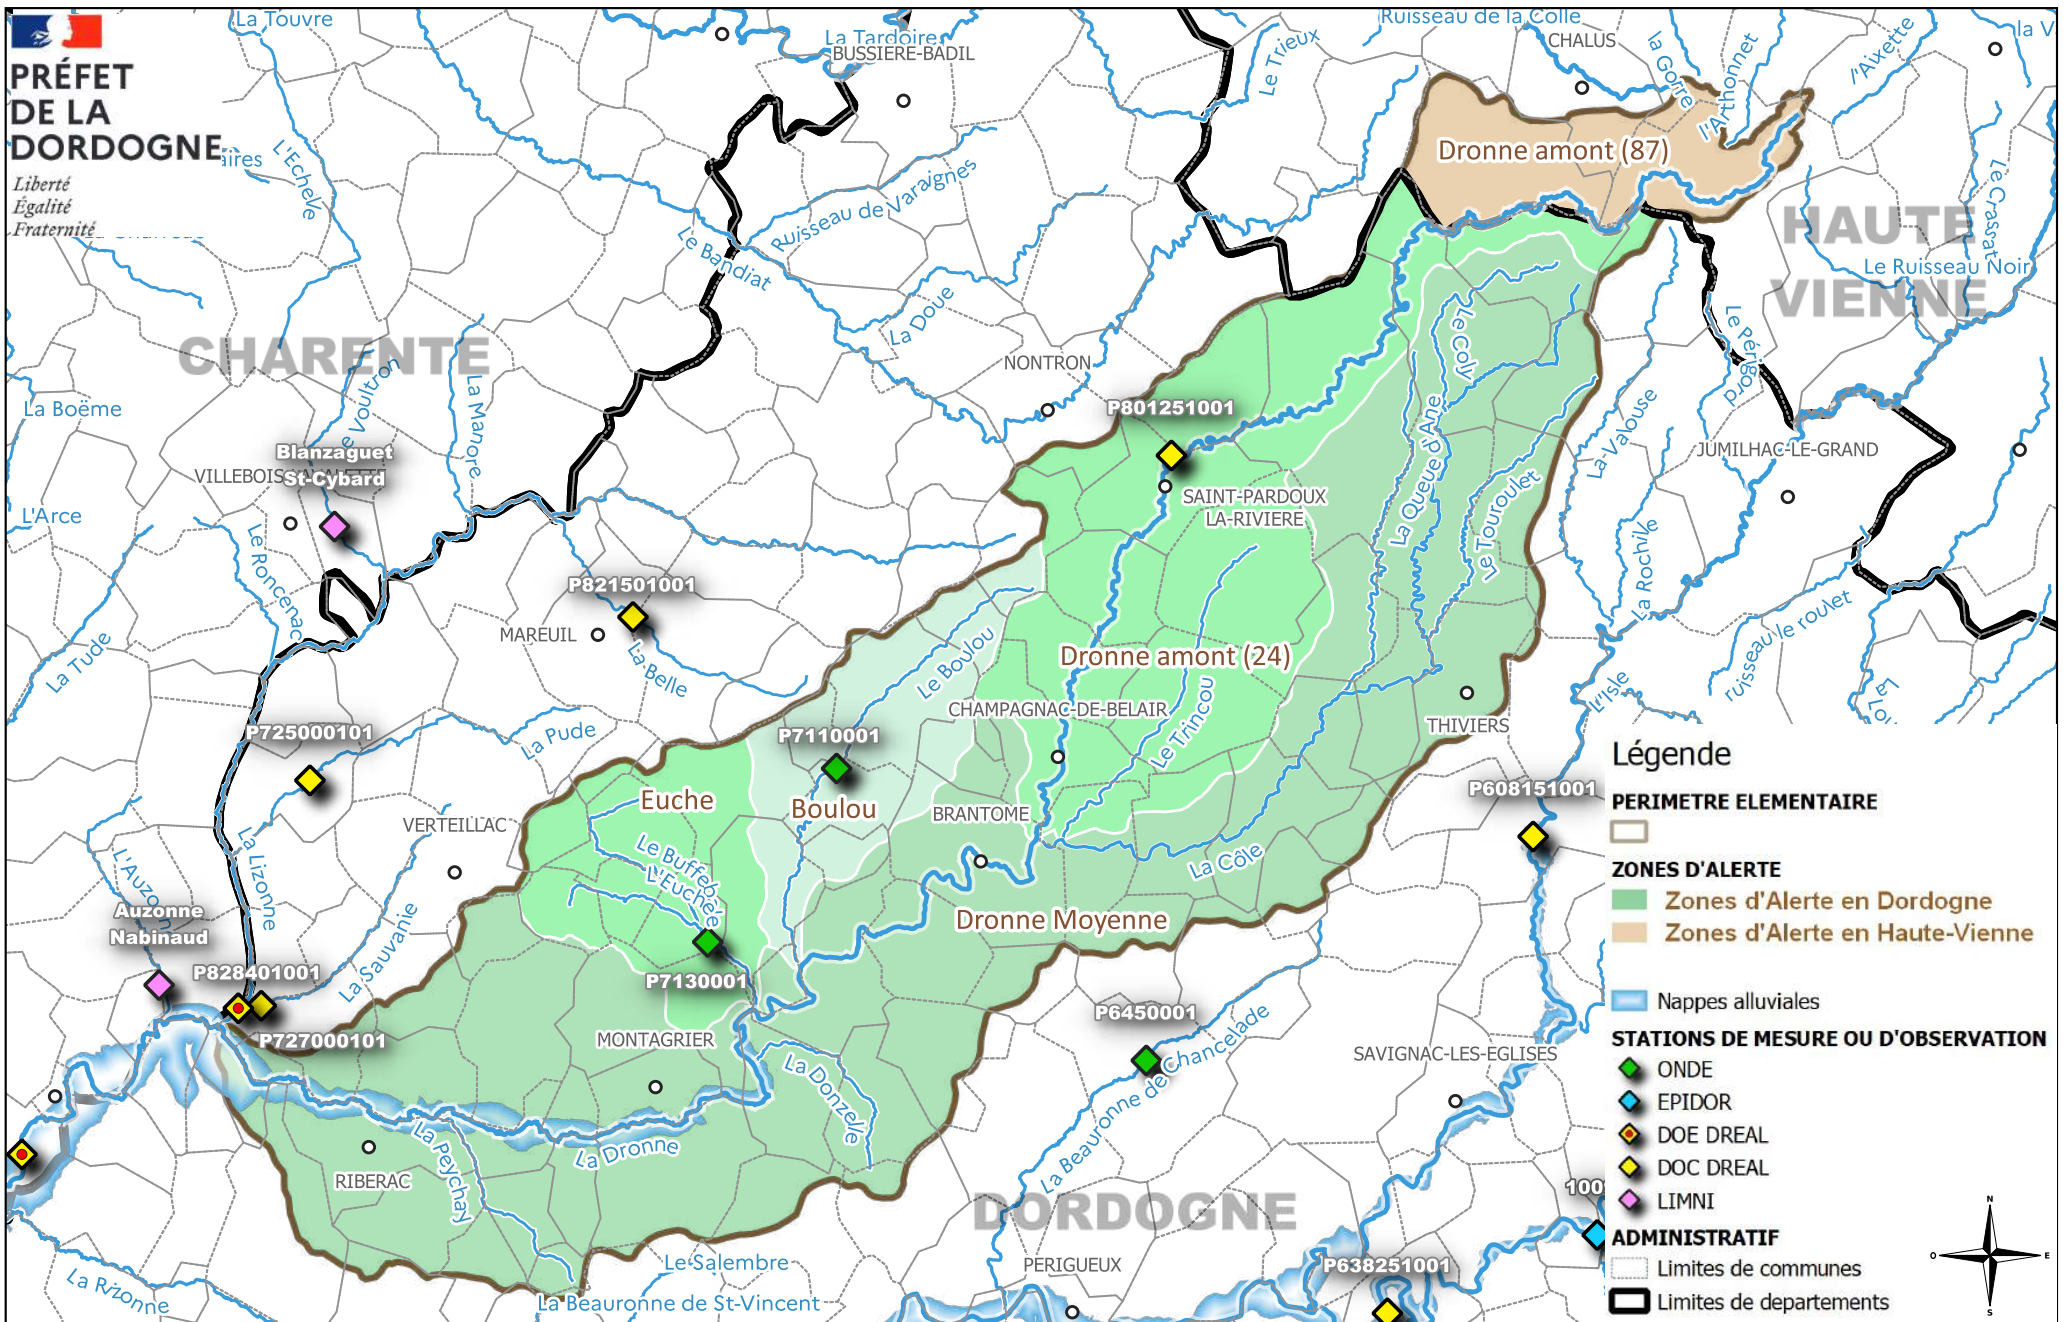 PRÉFET
DE LA
DORDOGNE
Liberté
Égalité
Fraternité
La Touvre
L'Echelle
La Tardoire
BUSSIERE-BADIL
Le Trieux
Ruisseau de la Colle
CHALUS
la Gorre
l'Arthonnet
l'Aixette
la V
Dronne amont (87)
Le Crassat
HAUTE
VIENNE
Le Ruisseau Noir
Ruisseau de Varaignes
Le Bandiat
La Doue
CHARENTE
Le Périgord
Le Coly
NONTRON
La Boëme
Le Voultron
La Manore
P801251001
La Queue d'Ane
La Valouse
JUMILHAC-LE-GRAND
Blanzaguet
St-Cybard
VILLEBOIS
L'Arce
SAINT-PARDOUX
LA-RIVIERE
Le Touroulet
Le Roncenac
La Rochille
P821501001
MAREUIL
La Belle
ruisseau le roulet
La Tude
Le Boulou
Dronne amont (24)
L'Isle
La Lou
CHAMPAGNAC-DE-BELAIR
Le Trincou
THIVIERS
P725000101
La Pude
P7110001
P608151001
Euche
Boulou
BRANTOME
VERTEILLAC
La Lizonne
L'Auzonne
Le Buffebale
L'Euche
La Côle
Auzonne
Nabinaud
La Sauvanie
Dronne Moyenne
P828401001
P7130001
P727000101
MONTAGRIER
P6450001
La Beauronne de Chancelade
SAVIGNAC-LES-EGLISES
La Donzelle
La Dronne
La Peychay
RIBERAC
DORDOGNE
100
PERIGUEUX
P638251001
Le Salembre
La Rizonne
La Beauronne de St-Vincent
Légende
PERIMETRE ELEMENTAIRE
ZONES D'ALERTE
Zones d'Alerte en Dordogne
Zones d'Alerte en Haute-Vienne
Nappes alluviales
STATIONS DE MESURE OU D'OBSERVATION
ONDE
EPIDOR
DOE DREAL
DOC DREAL
LIMNI
ADMINISTRATIF
Limites de communes
Limites de departements
N
O
E
S